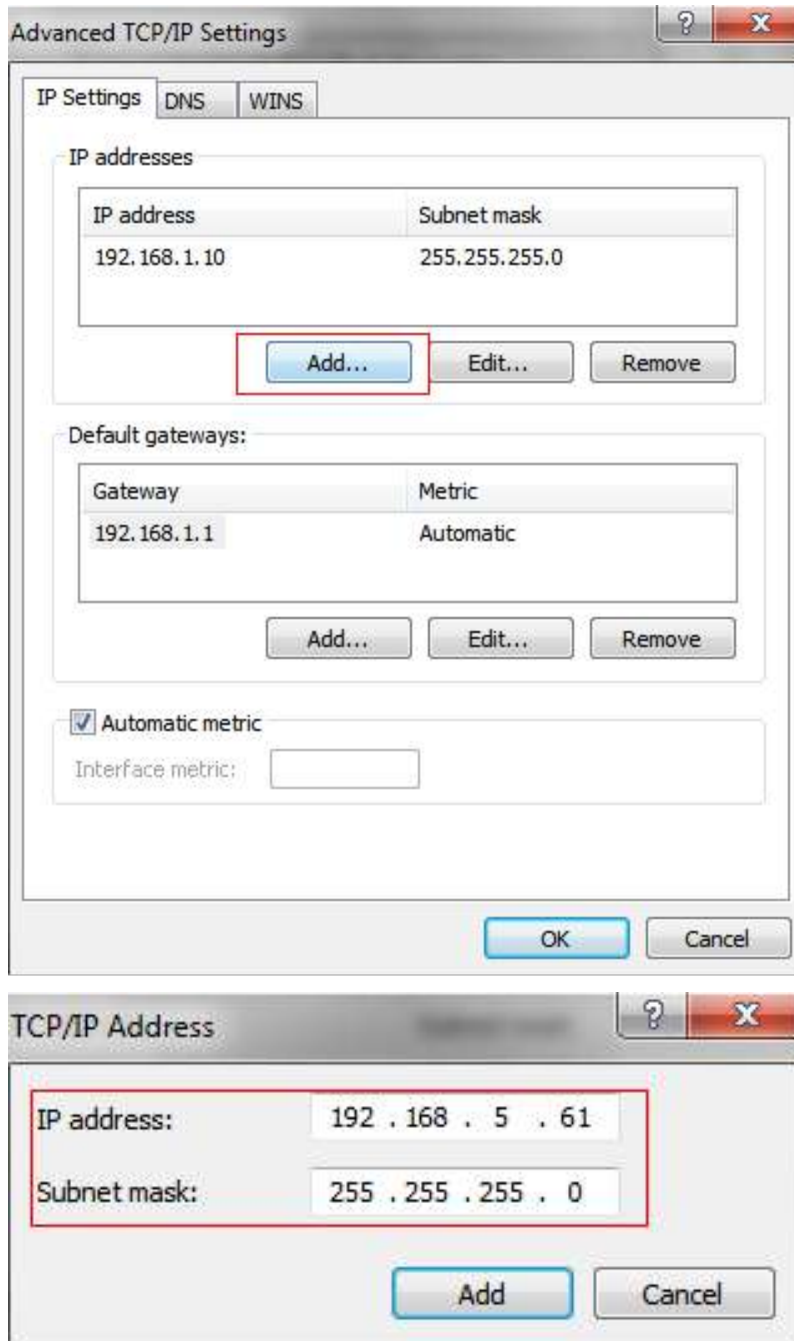 Advanced TCP/IP Settings
IP Settings DNS WINS
IP addresses
IP address Subnet mask
192.168.1.10 255.255.255.0
Add... Edit... Remove
Default gateways:
Gateway Metric
192.168.1.1 Automatic
Add... Edit... Remove
Automatic metric
Interface metric:
OK Cancel
TCP/IP Address
IP address: 192 . 168 . 5 . 61
Subnet mask: 255 . 255 . 255 . 0
Add Cancel